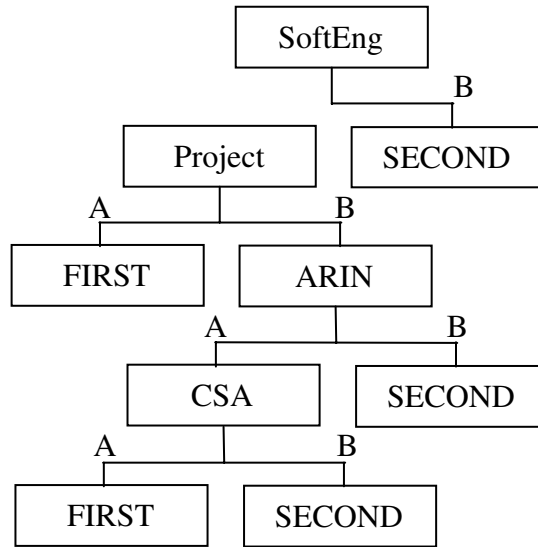 SoftEng
B
Project
SECOND
A B
FIRST ARIN
A B
CSA SECOND
A B
FIRST SECOND